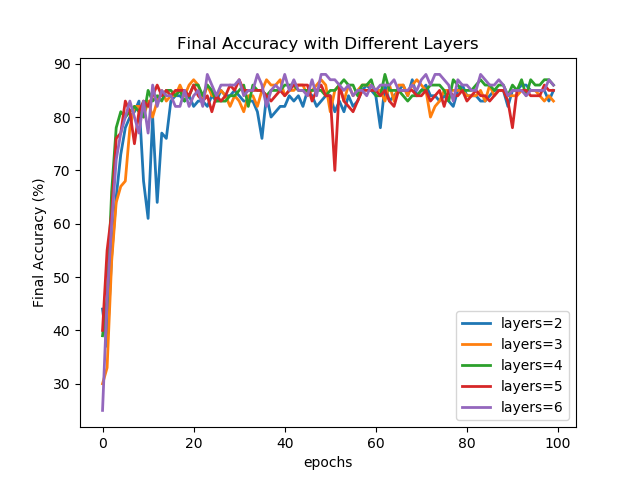 Final Accuracy with Different Layers
Final Accuracy (%)
90
80
70
60
50
40
30
0
20
40
60
80
100
epochs
layers=2
layers=3
layers=4
layers=5
layers=6